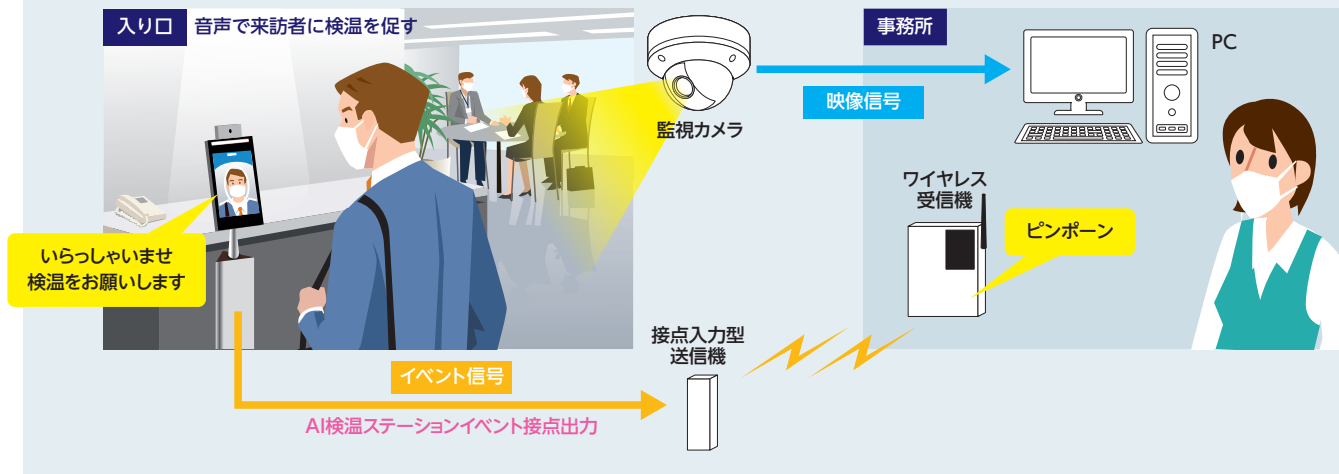 入り口 音声で来訪者に検温を促す
いらっしゃいませ
検温をお願いします
監視カメラ
映像信号
事務所
PC
ワイヤレス
受信機
ピンポーン
接点入力型
送信機
イベント信号
AI検温ステーションイベント接点出力